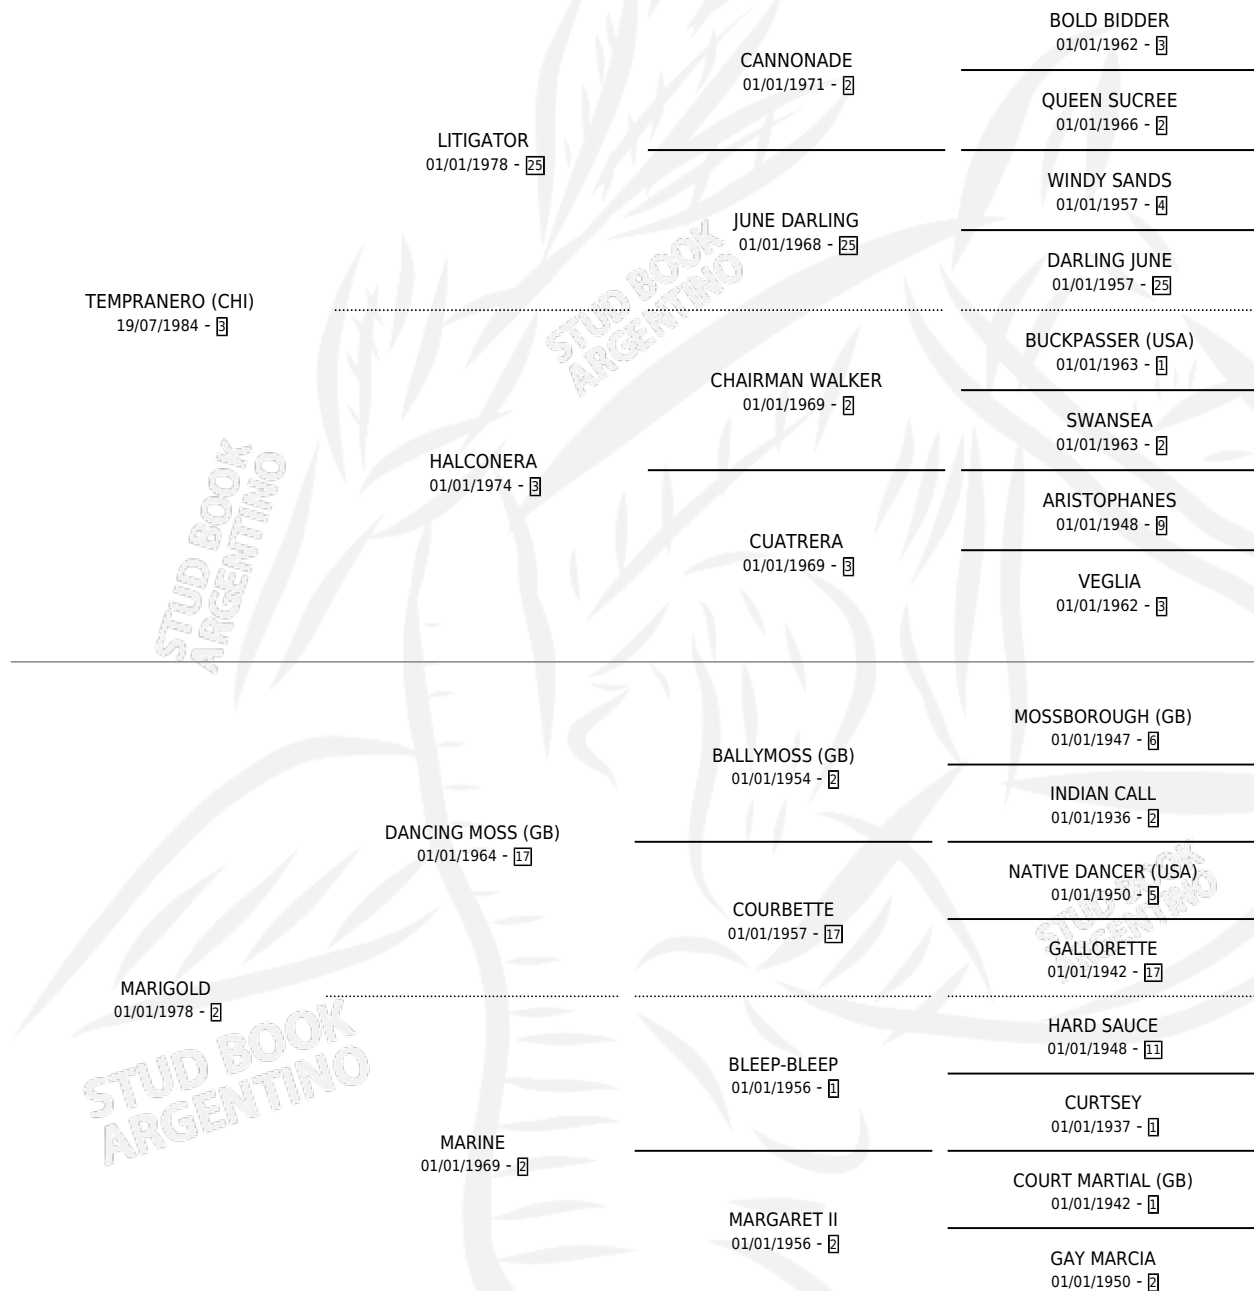 BOLD BIDDER
01/01/1962 - 3
CANNONADE
01/01/1971 - 2
QUEEN SUCREE
01/01/1966 - 2
LITIGATOR
01/01/1978 - 25
WINDY SANDS
01/01/1957 - 4
JUNE DARLING
01/01/1968 - 25
DARLING JUNE
01/01/1957 - 25
STUD BOOK
ARGENTINO
TEMPRANERO (CHI)
19/07/1984 - 3
BUCKPASSER (USA)
01/01/1963 - 1
CHAIRMAN WALKER
01/01/1969 - 2
SWANSEA
01/01/1963 - 2
HALCONERA
01/01/1974 - 3
ARISTOPHANES
01/01/1948 - 9
CUATRERA
01/01/1969 - 3
VEGLIA
01/01/1962 - 3
STUD BOOK
ARGENTINO
MOSSBOROUGH (GB)
01/01/1947 - 6
BALLYMOSS (GB)
01/01/1954 - 2
INDIAN CALL
01/01/1936 - 2
DANCING MOSS (GB)
01/01/1964 - 17
NATIVE DANCER (USA)
01/01/1950 - 5
COURBETTE
01/01/1957 - 17
GALLORETTE
01/01/1942 - 17
STUD BOOK
ARGENTINO
MARIGOLD
01/01/1978 - 2
HARD SAUCE
01/01/1948 - 11
BLEEP-BLEEP
01/01/1956 - 1
CURTSEY
01/01/1937 - 1
STUD BOOK
ARGENTINO
MARINE
01/01/1969 - 2
COURT MARTIAL (GB)
01/01/1942 - 1
MARGARET II
01/01/1956 - 2
GAY MARCIA
01/01/1950 - 2